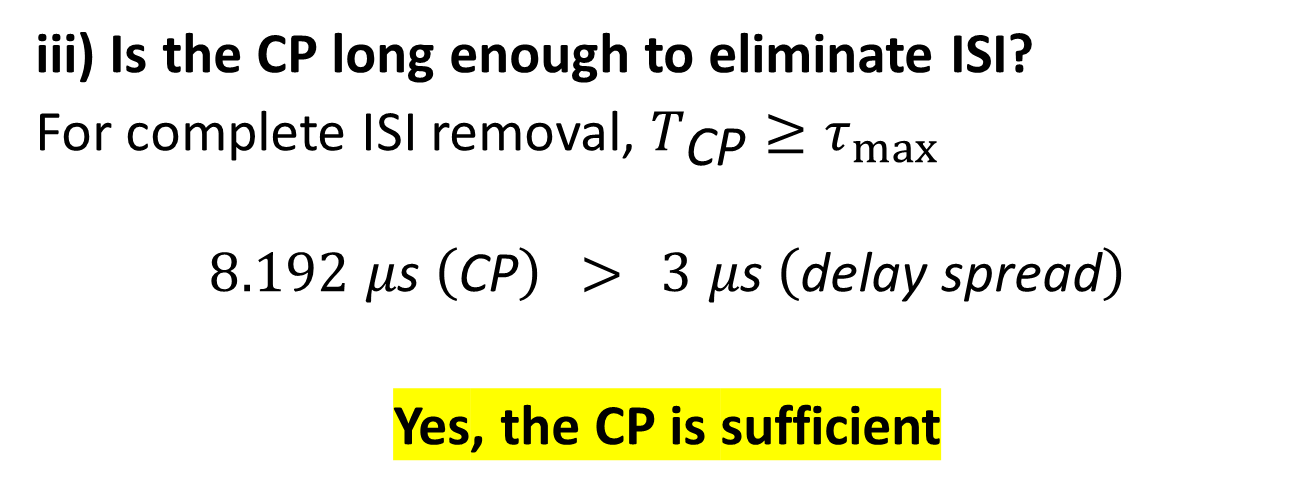 iii) Is the CP long enough to eliminate ISI?
For complete ISI removal, T_CP ≥ τ_max
8.192 μs (CP) > 3 μs (delay spread)
Yes, the CP is sufficient